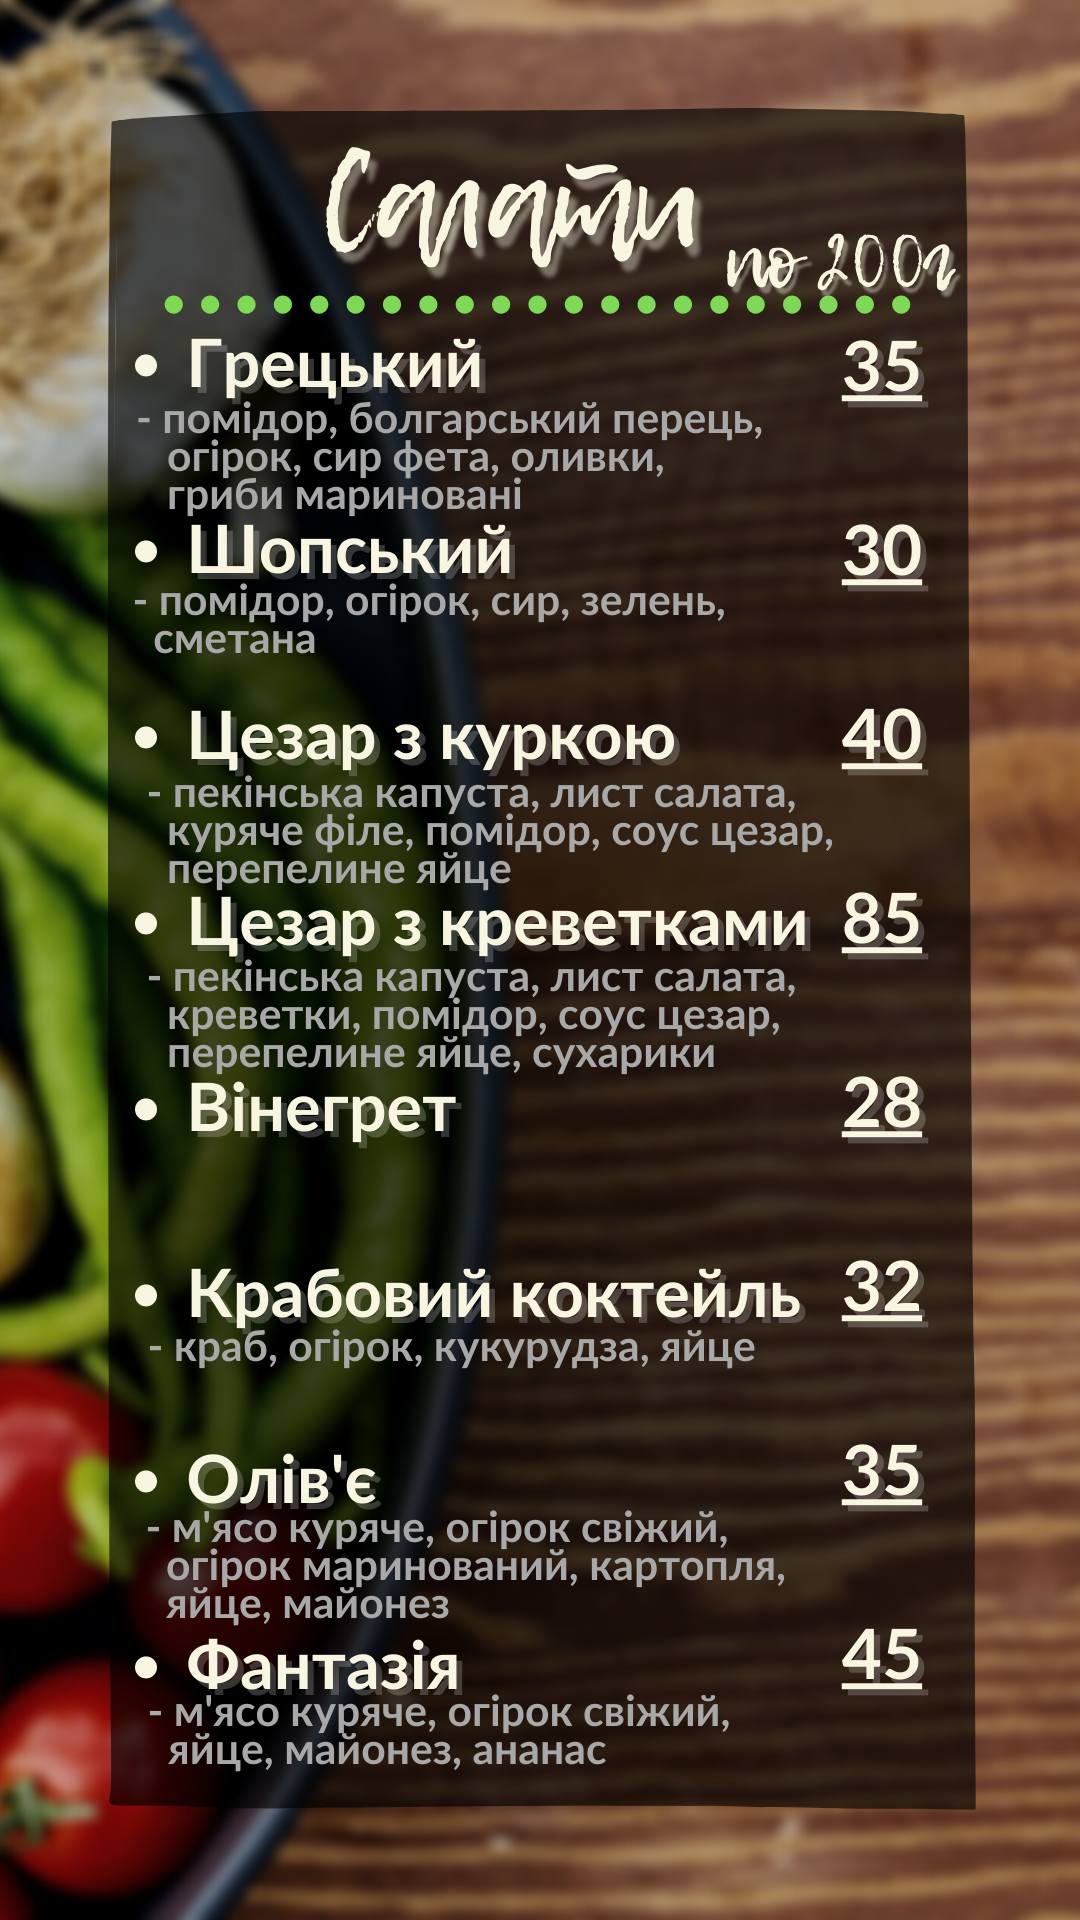 Салати
по 200г
• Грецький 35
- помідор, болгарський перець,
огірок, сир фета, оливки,
гриби мариновані
• Шопський 30
- помідор, огірок, сир, зелень,
сметана
• Цезар з куркою 40
- пекінська капуста, лист салата,
куряче філе, помідор, соус цезар,
перепелине яйце
• Цезар з креветками 85
- пекінська капуста, лист салата,
креветки, помідор, соус цезар,
перепелине яйце, сухарики
• Вінегрет 28
• Крабовий коктейль 32
- краб, огірок, кукурудза, яйце
• Олів'є 35
- м'ясо куряче, огірок свіжий,
огірок маринований, картопля,
яйце, майонез
• Фантазія 45
- м'ясо куряче, огірок свіжий,
яйце, майонез, ананас